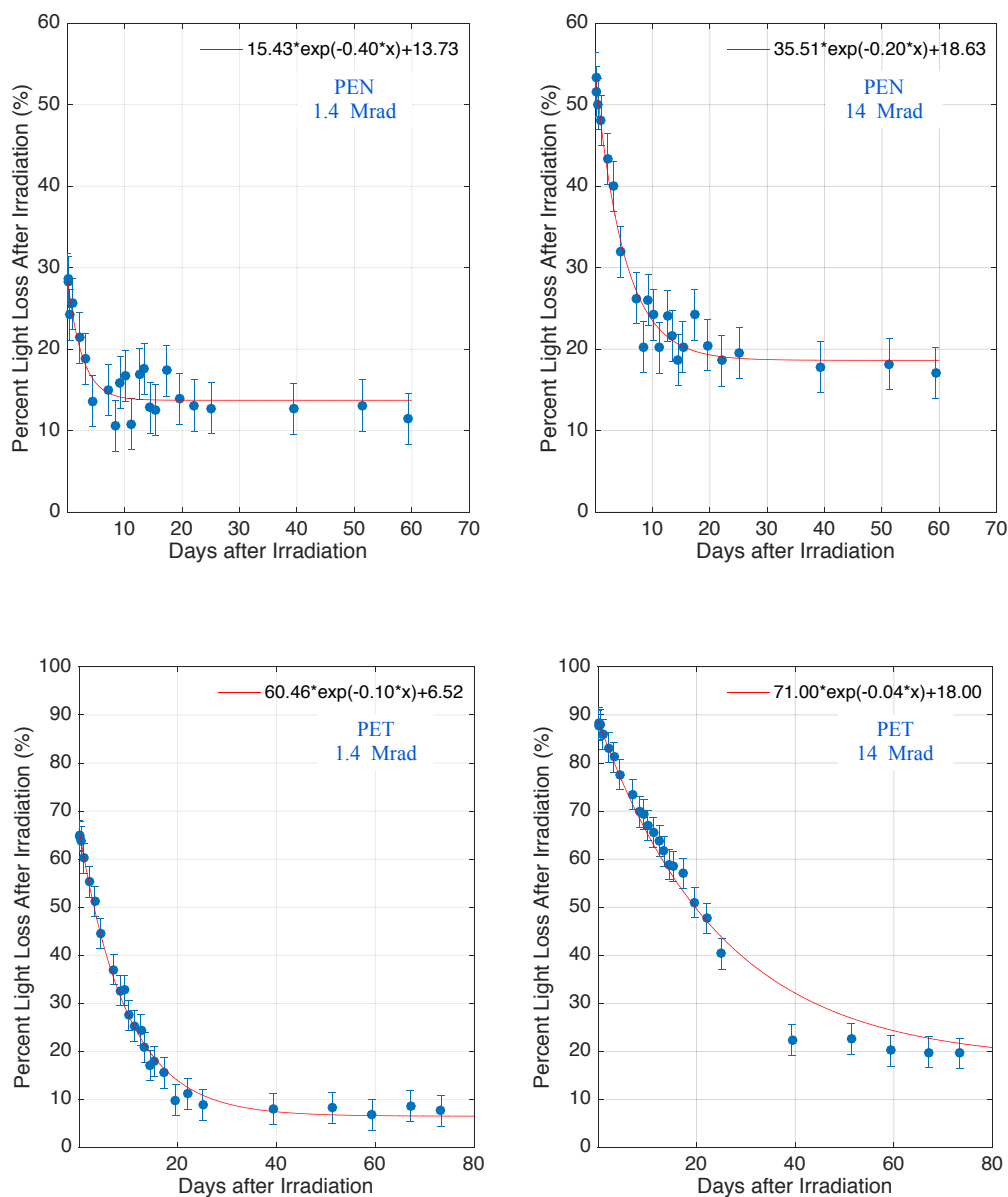 60
50
40
30
20
10
0
10
20
30
40
50
60
70
Percent Light Loss After Irradiation (%)
Days after Irradiation
15.43*exp(-0.40*x)+13.73
PEN
1.4 Mrad
60
50
40
30
20
10
0
10
20
30
40
50
60
70
Percent Light Loss After Irradiation (%)
Days after Irradiation
35.51*exp(-0.20*x)+18.63
PEN
14 Mrad
100
90
80
70
60
50
40
30
20
10
0
20
40
60
80
Percent Light Loss After Irradiation (%)
Days after Irradiation
60.46*exp(-0.10*x)+6.52
PET
1.4 Mrad
100
90
80
70
60
50
40
30
20
10
0
20
40
60
80
Percent Light Loss After Irradiation (%)
Days after Irradiation
71.00*exp(-0.04*x)+18.00
PET
14 Mrad